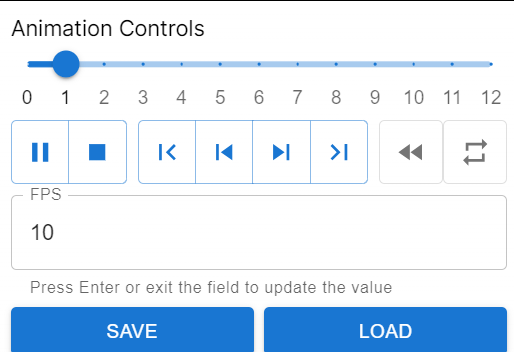 Animation Controls
0 1 2 3 4 5 6 7 8 9 10 11 12
FPS
10
Press Enter or exit the field to update the value
SAVE LOAD